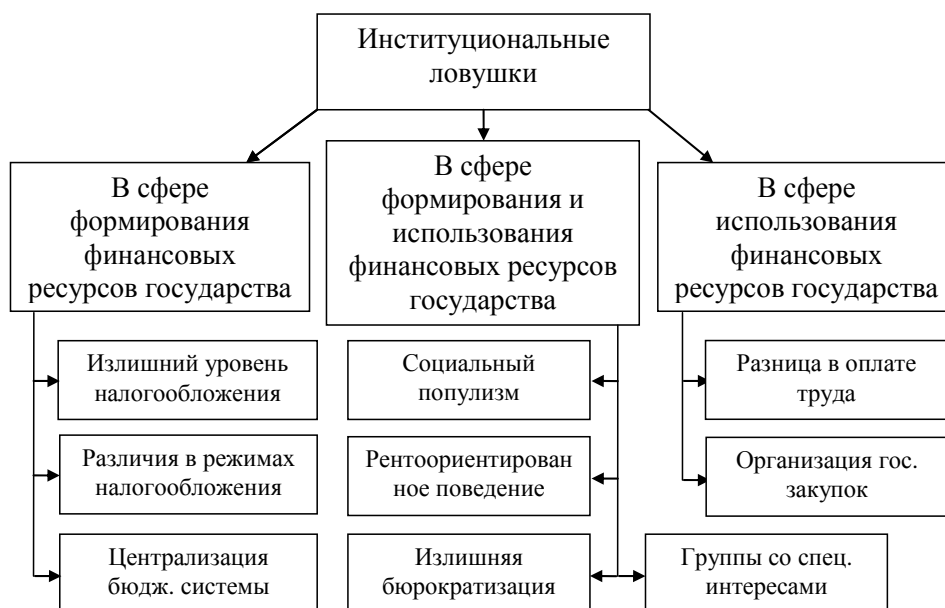 Институциональные
ловушки
В сфере
формирования
финансовых
ресурсов государства
В сфере
формирования и
использования
финансовых ресурсов
государства
В сфере
использования
финансовых
ресурсов государства
Излишний уровень
налогообложения
Различия в режимах
налогообложения
Централизация
бюдж. системы
Социальный
популизм
Рентоориентирован
ное поведение
Излишняя
бюрократизация
Группы со спец.
интересами
Разница в оплате
труда
Организация гос.
закупок